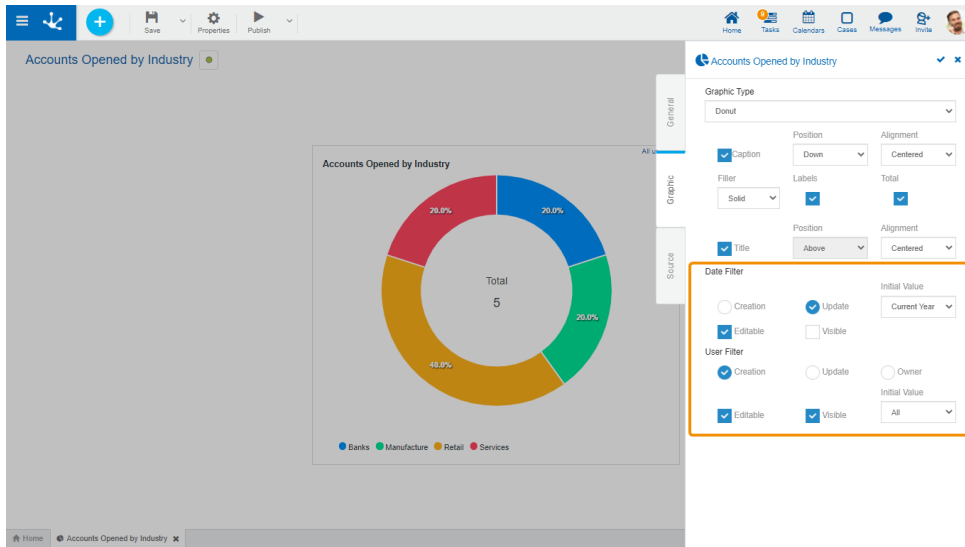 Save
Properties
Publish
Home
9
Tasks
Calendars
Cases
Messages
Invite
Accounts Opened by Industry
Accounts Opened by Industry
General
Graphic
Source
Graphic Type
Donut
Position
Alignment
Caption
Down
Centered
Filler
Labels
Total
Solid
Position
Alignment
Title
Above
Centered
Date Filter
Initial Value
Creation
Update
Current Year
Editable
Visible
User Filter
Creation
Update
Owner
Initial Value
Editable
Visible
All
All u
Accounts Opened by Industry
20.0%
20.0%
Total
5
20.0%
40.0%
Banks
Manufacture
Retail
Services
Home
Accounts Opened by Industry